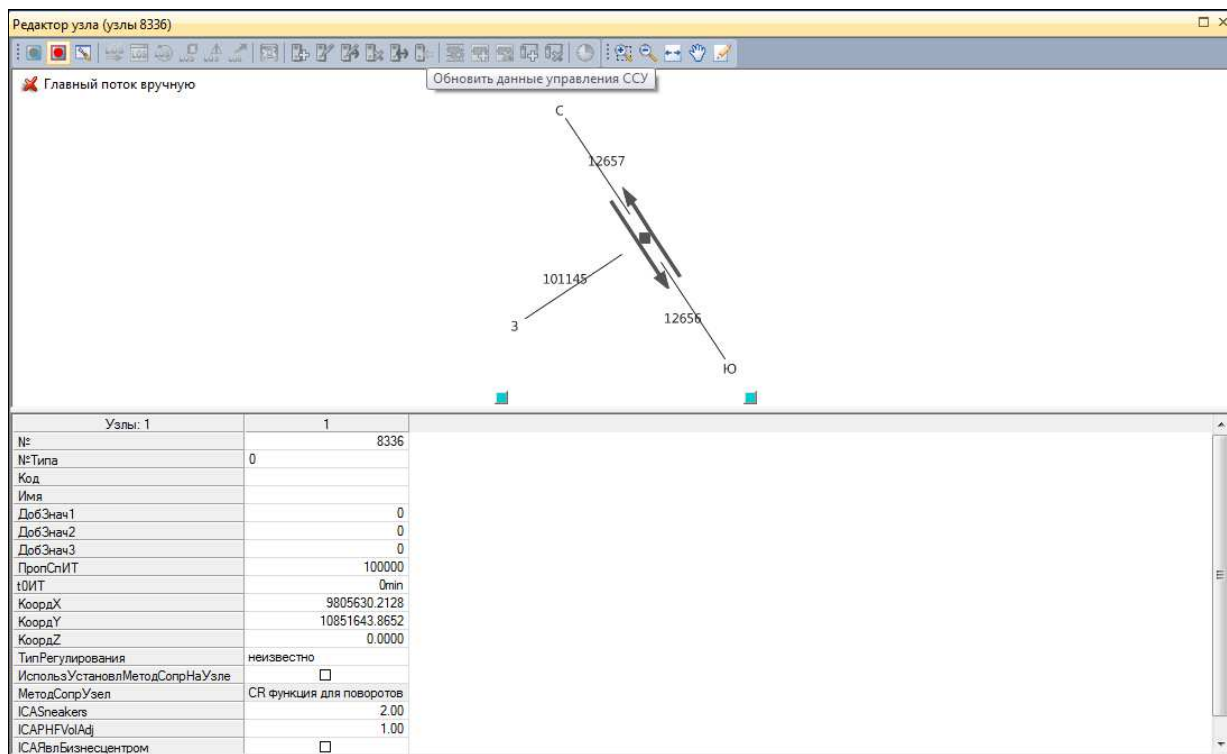 Редактор узла (узлы 8336)
Обновить данные управления ССУ
Главный поток вручную
С
12657
101145
З
12656
Ю
Узлы: 1 1
№ 8336
№Типа 0
Код
Имя
ДобЗнач1 0
ДобЗнач2 0
ДобЗнач3 0
ПропСпИТ 100000
t0ИТ 0min
КоордX 9805630.2128
КоордY 10851643.8652
КоордZ 0.0000
ТипРегулирования неизвестно
ИспользУстановлМетодСопрНаУзле
МетодСопрУзел CR функция для поворотов
ICASneakers 2.00
ICAPHFVolAdj 1.00
ICAЯвлБизнесцентром